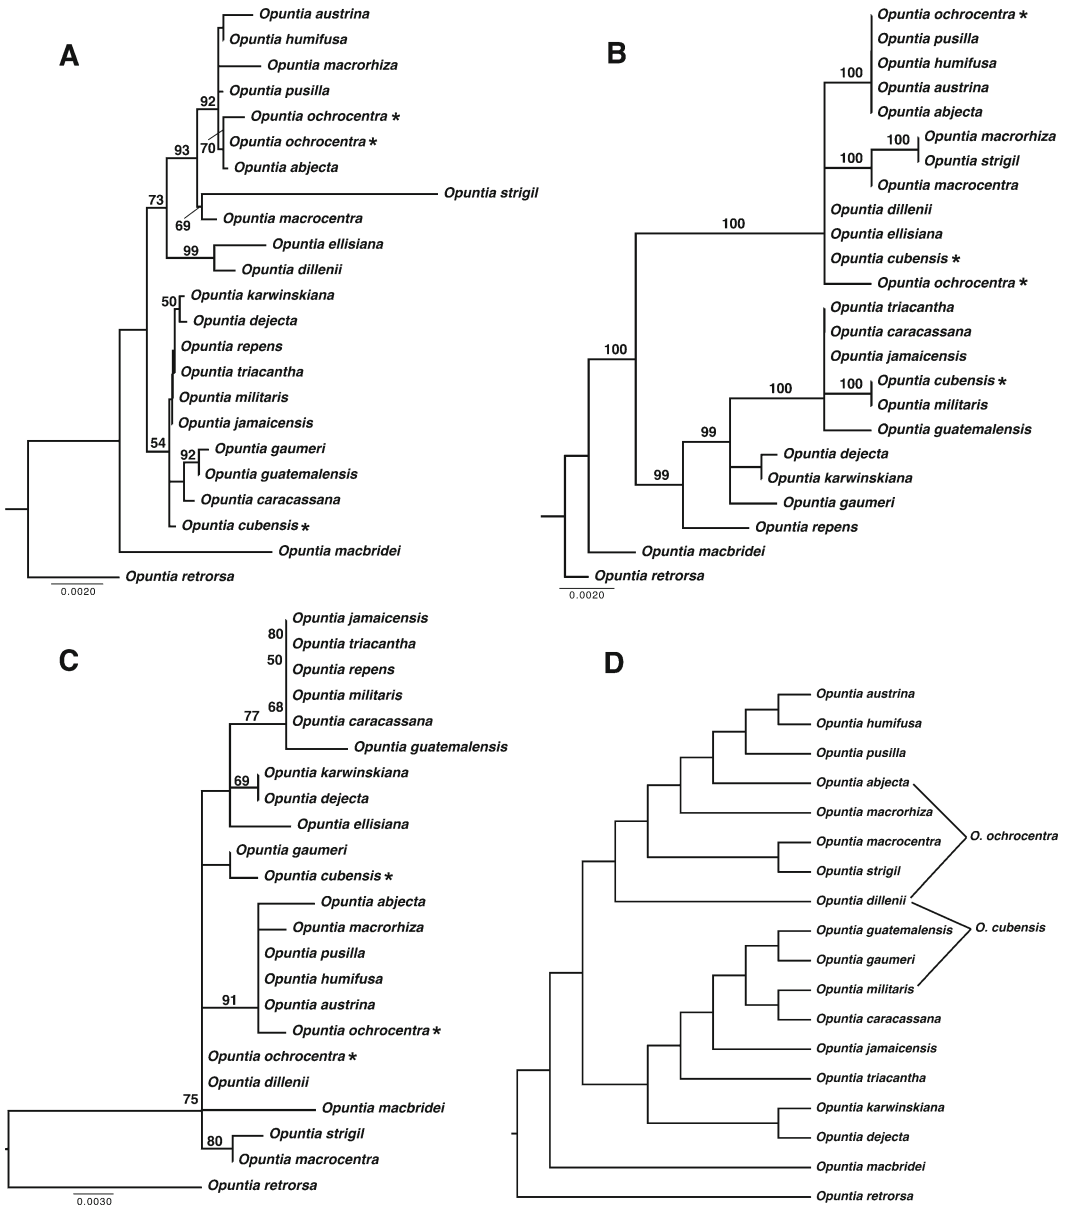 A
Opuntia austrina
Opuntia humifusa
Opuntia macrorhiza
Opuntia pusilla
92
Opuntia ochrocentra *
Opuntia ochrocentra *
70
93
Opuntia abjecta
Opuntia strigil
73
Opuntia macrocentra
69
Opuntia ellisiana
99
Opuntia dillenii
Opuntia karwinskiana
50
Opuntia dejecta
Opuntia repens
Opuntia triacantha
Opuntia militaris
Opuntia jamaicensis
54
Opuntia gaumeri
92
Opuntia guatemalensis
Opuntia caracassana
Opuntia cubensis *
Opuntia macbridei
Opuntia retrorsa
0.0020
B
Opuntia ochrocentra *
Opuntia pusilla
Opuntia humifusa
100
Opuntia austrina
Opuntia abjecta
Opuntia macrorhiza
100
Opuntia strigil
100
Opuntia macrocentra
Opuntia dillenii
100
Opuntia ellisiana
Opuntia cubensis *
Opuntia ochrocentra *
Opuntia triacantha
Opuntia caracassana
100
Opuntia jamaicensis
Opuntia cubensis *
100
100
Opuntia militaris
Opuntia guatemalensis
99
Opuntia dejecta
99
Opuntia karwinskiana
Opuntia gaumeri
Opuntia repens
Opuntia macbridei
Opuntia retrorsa
0.0020
C
Opuntia jamaicensis
80
Opuntia triacantha
50
Opuntia repens
Opuntia militaris
68
77
Opuntia caracassana
Opuntia guatemalensis
Opuntia karwinskiana
69
Opuntia dejecta
Opuntia ellisiana
Opuntia gaumeri
Opuntia cubensis *
Opuntia abjecta
Opuntia macrorhiza
Opuntia pusilla
Opuntia humifusa
91
Opuntia austrina
Opuntia ochrocentra *
Opuntia ochrocentra *
Opuntia dillenii
75
Opuntia macbridei
Opuntia strigil
80
Opuntia macrocentra
Opuntia retrorsa
0.0030
D
Opuntia austrina
Opuntia humifusa
Opuntia pusilla
Opuntia abjecta
Opuntia macrorhiza
O. ochrocentra
Opuntia macrocentra
Opuntia strigil
Opuntia dillenii
O. cubensis
Opuntia guatemalensis
Opuntia gaumeri
Opuntia militaris
Opuntia caracassana
Opuntia jamaicensis
Opuntia triacantha
Opuntia karwinskiana
Opuntia dejecta
Opuntia macbridei
Opuntia retrorsa